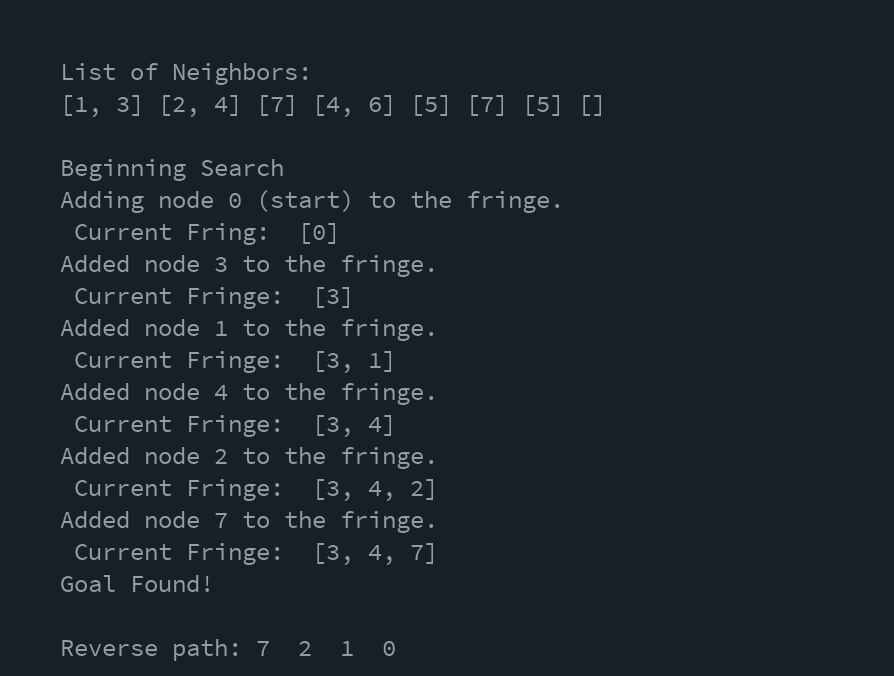 List of Neighbors:
[1, 3] [2, 4] [7] [4, 6] [5] [7] [5] []
Beginning Search
Adding node 0 (start) to the fringe.
Current Fring:  [0]
Added node 3 to the fringe.
Current Fringe:  [3]
Added node 1 to the fringe.
Current Fringe:  [3, 1]
Added node 4 to the fringe.
Current Fringe:  [3, 4]
Added node 2 to the fringe.
Current Fringe:  [3, 4, 2]
Added node 7 to the fringe.
Current Fringe:  [3, 4, 7]
Goal Found!
Reverse path: 7  2  1  0